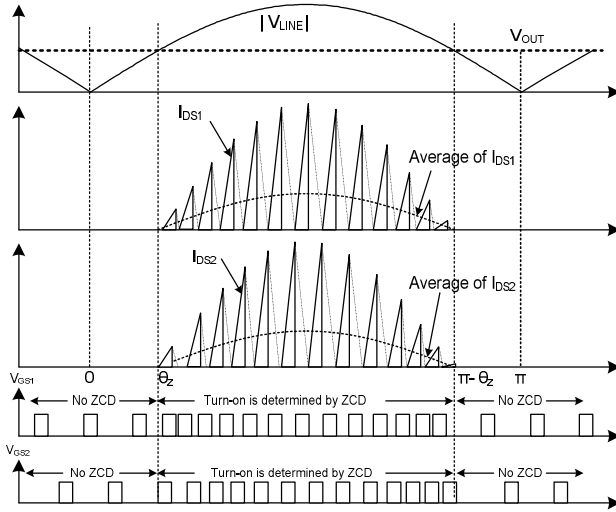 |VLINE|
VOUT
IDS1
Average of IDS1
IDS2
Average of IDS2
VGS1
0
θz
π- θz
π
No ZCD
Turn-on is determined by ZCD
No ZCD
VGS2
No ZCD
Turn-on is determined by ZCD
No ZCD